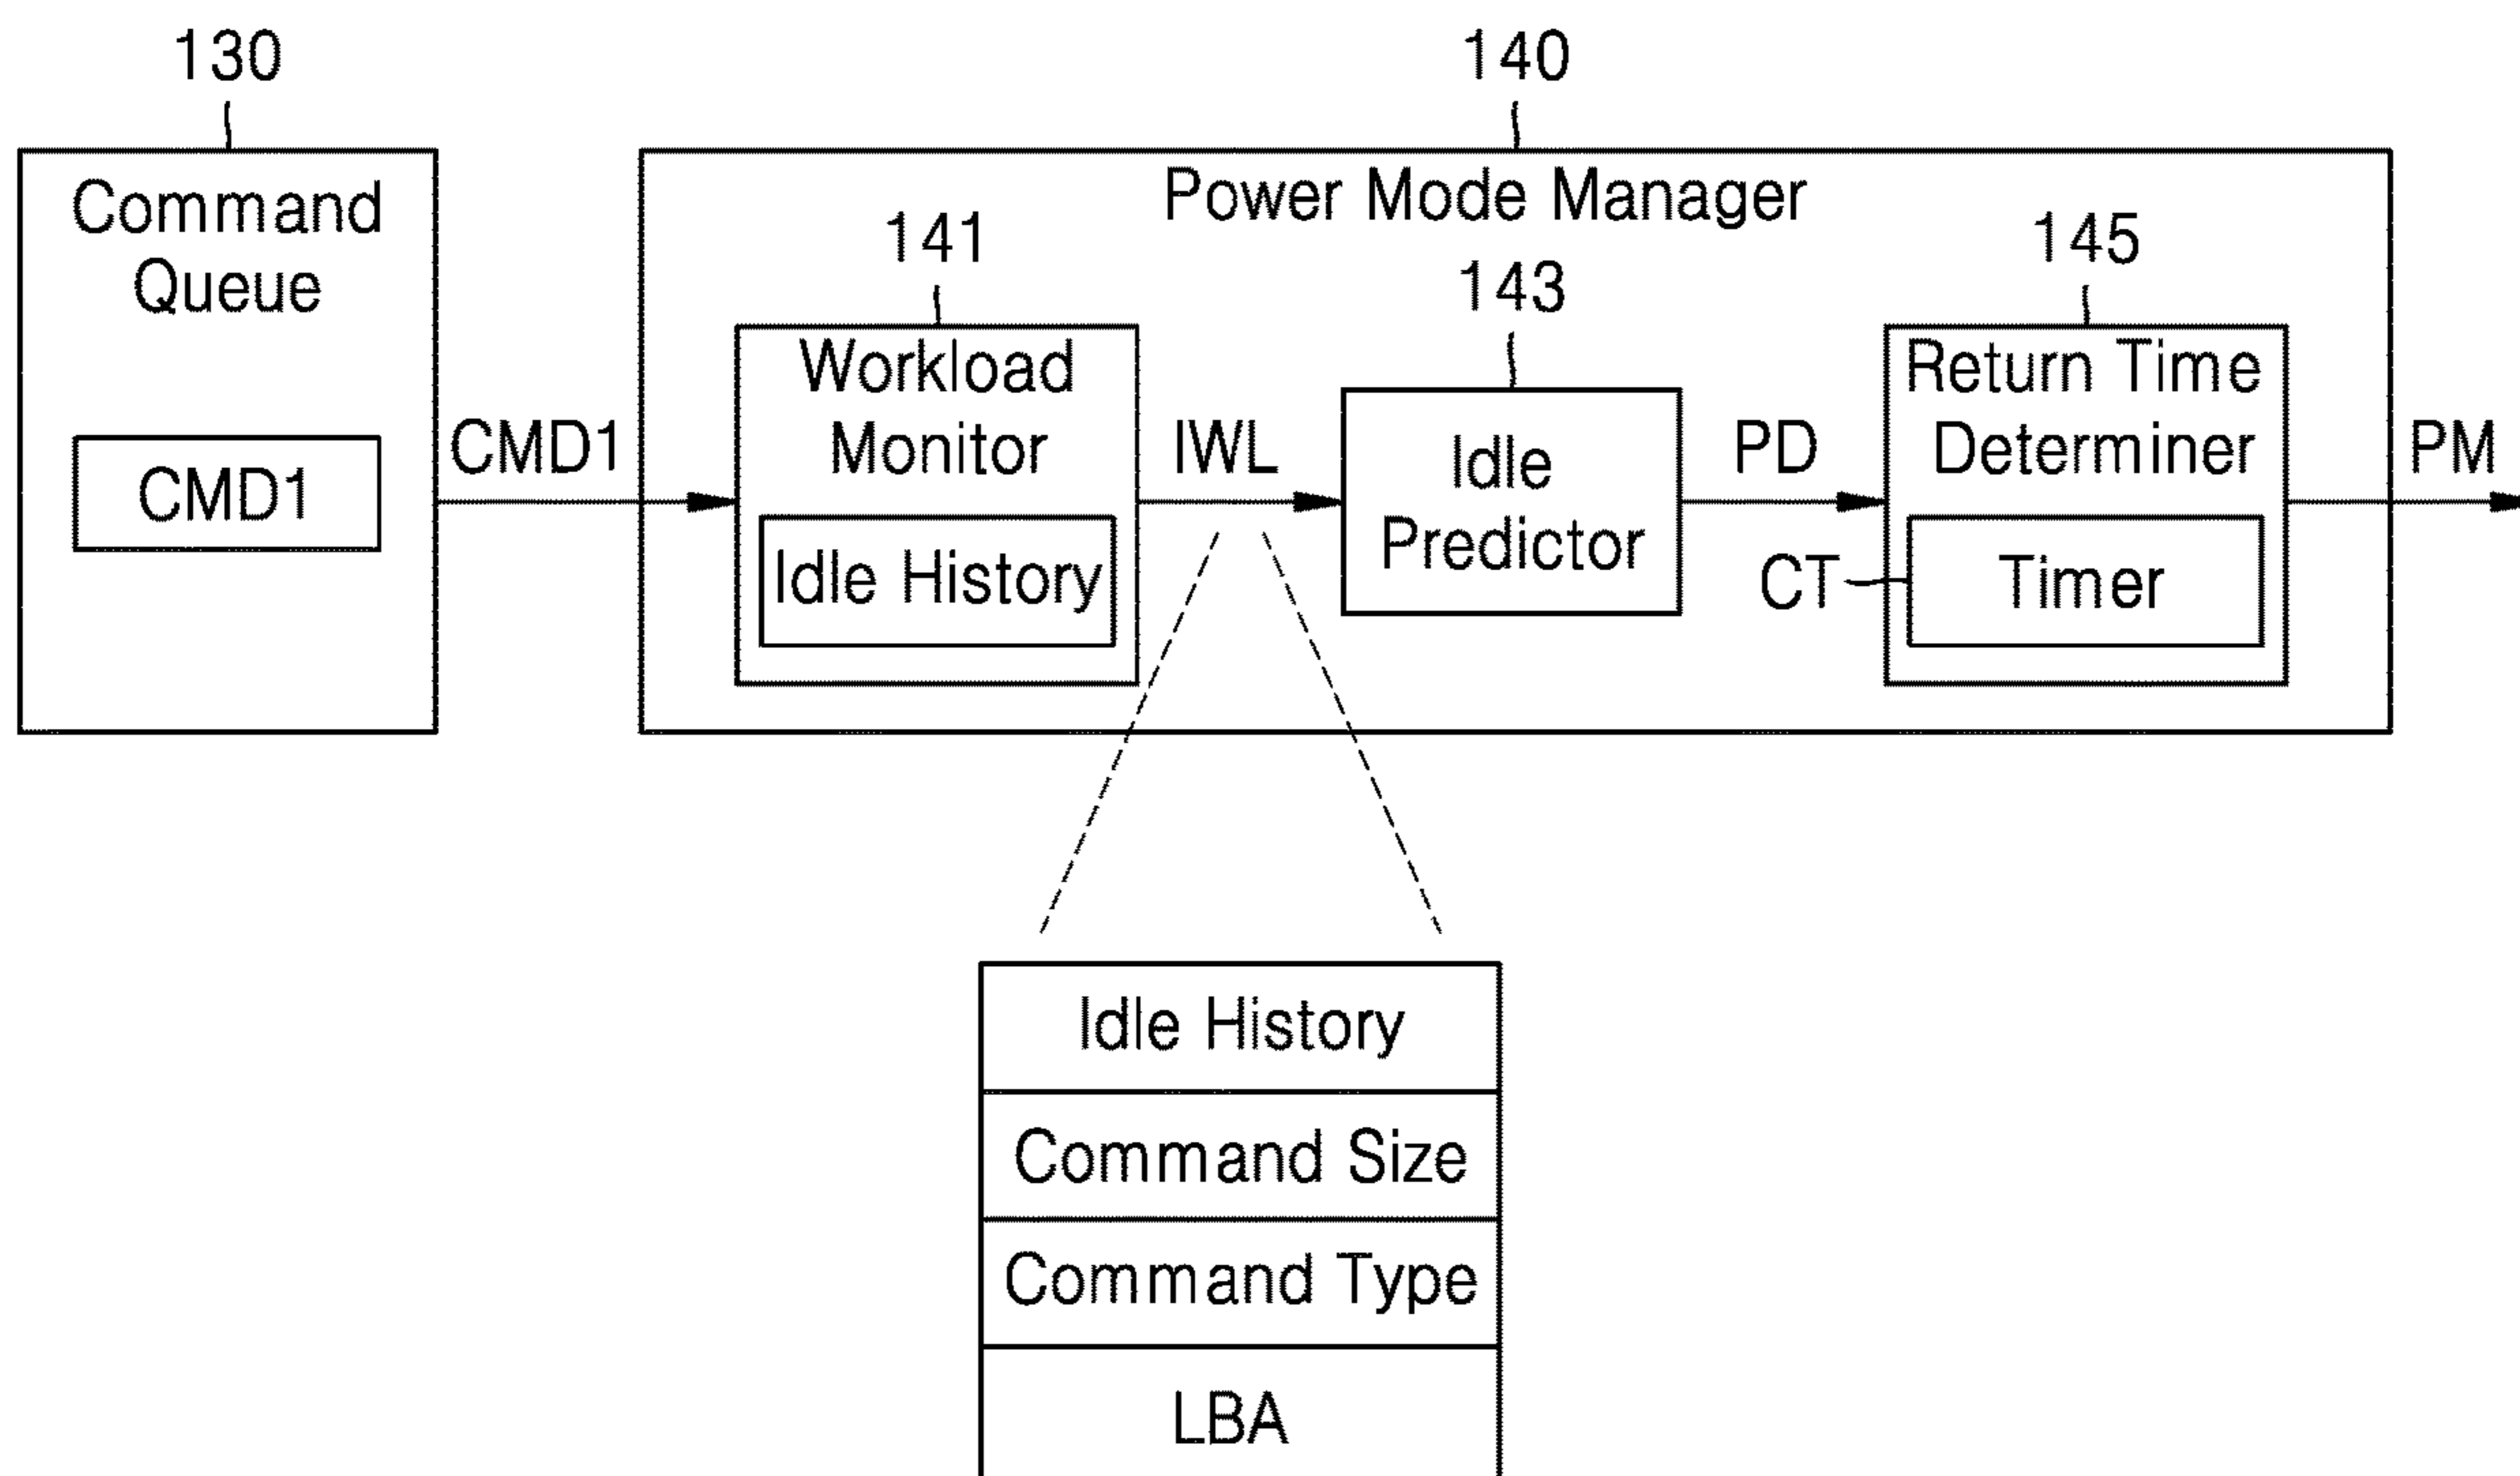 130
140
Command
Queue
Power Mode Manager
141
143
145
Workload
Monitor
Return Time
Determiner
CMD1
CMD1
IWL
Idle
Predictor
PD
PM
Idle History
CT
Timer
Idle History
Command Size
Command Type
LBA